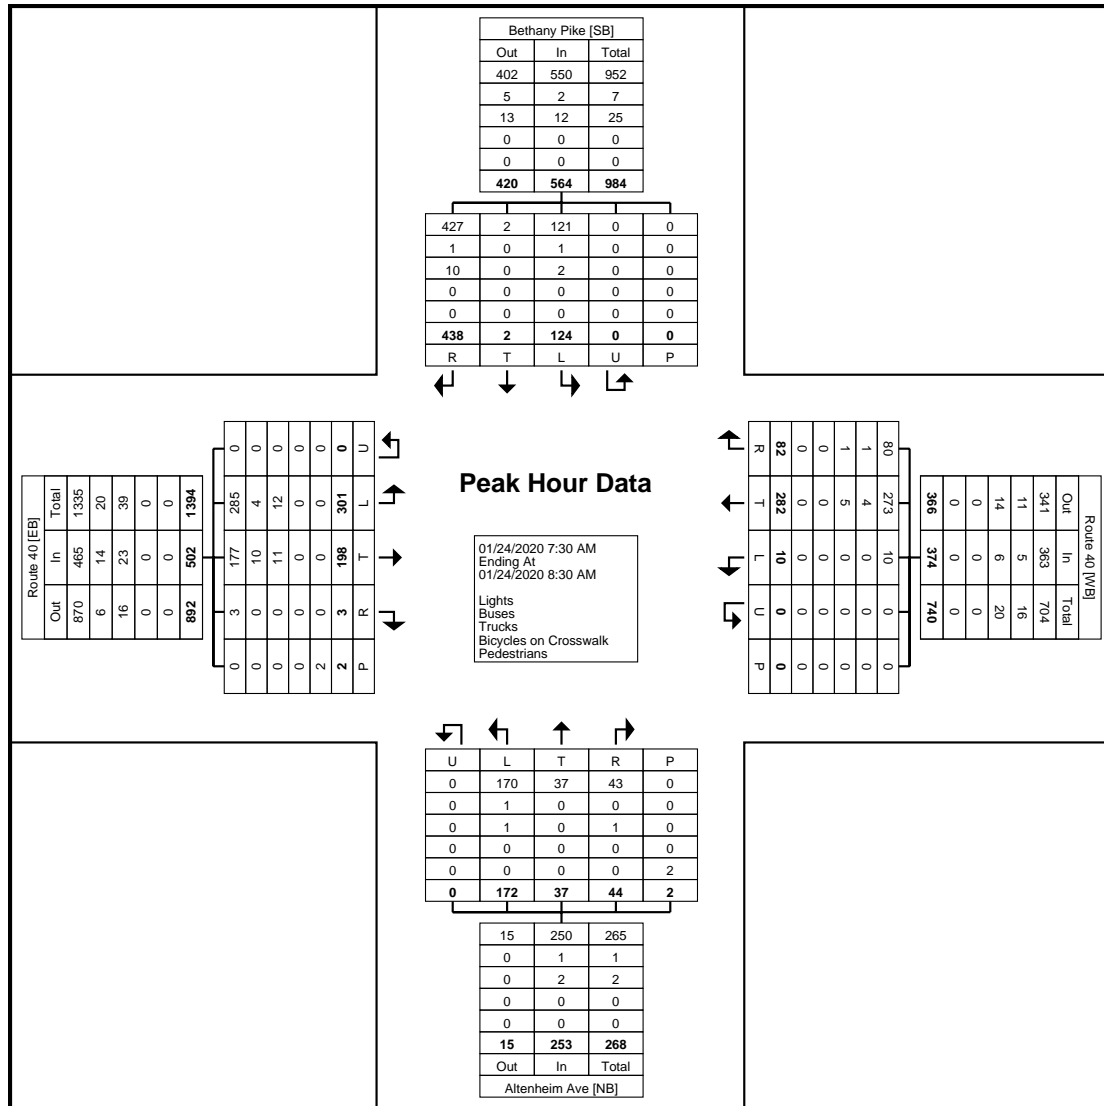 Bethany Pike [SB]
Out In Total
402 550 952
5 2 7
13 12 25
0 0 0
0 0 0
420 564 984
427 2 121 0 0
1 0 1 0 0
10 0 2 0 0
0 0 0 0 0
0 0 0 0 0
438 2 124 0 0
R T L U P
Route 40 [EB]
Total In Out
1335 465 870
20 14 6
39 23 16
0 0 0
0 0 0
1394 502 892
0 285 177 3 0
0 4 10 0 0
0 12 11 0 0
0 0 0 0 0
0 0 0 0 2
0 301 198 3 2
U L T R P
Peak Hour Data
01/24/2020 7:30 AM
Ending At
01/24/2020 8:30 AM
Lights
Buses
Trucks
Bicycles on Crosswalk
Pedestrians
Route 40 [WB]
Out In Total
341 363 704
11 5 16
14 6 20
0 0 0
0 0 0
366 374 740
80 273 10 0 0
1 4 0 0 0
1 5 0 0 0
0 0 0 0 0
0 0 0 0 0
82 282 10 0 0
R T L U P
U L T R P
0 170 37 43 0
0 1 0 0 0
0 1 0 1 0
0 0 0 0 0
0 0 0 0 2
0 172 37 44 2
15 250 265
0 1 1
0 2 2
0 0 0
0 0 0
15 253 268
Out In Total
Altenheim Ave [NB]